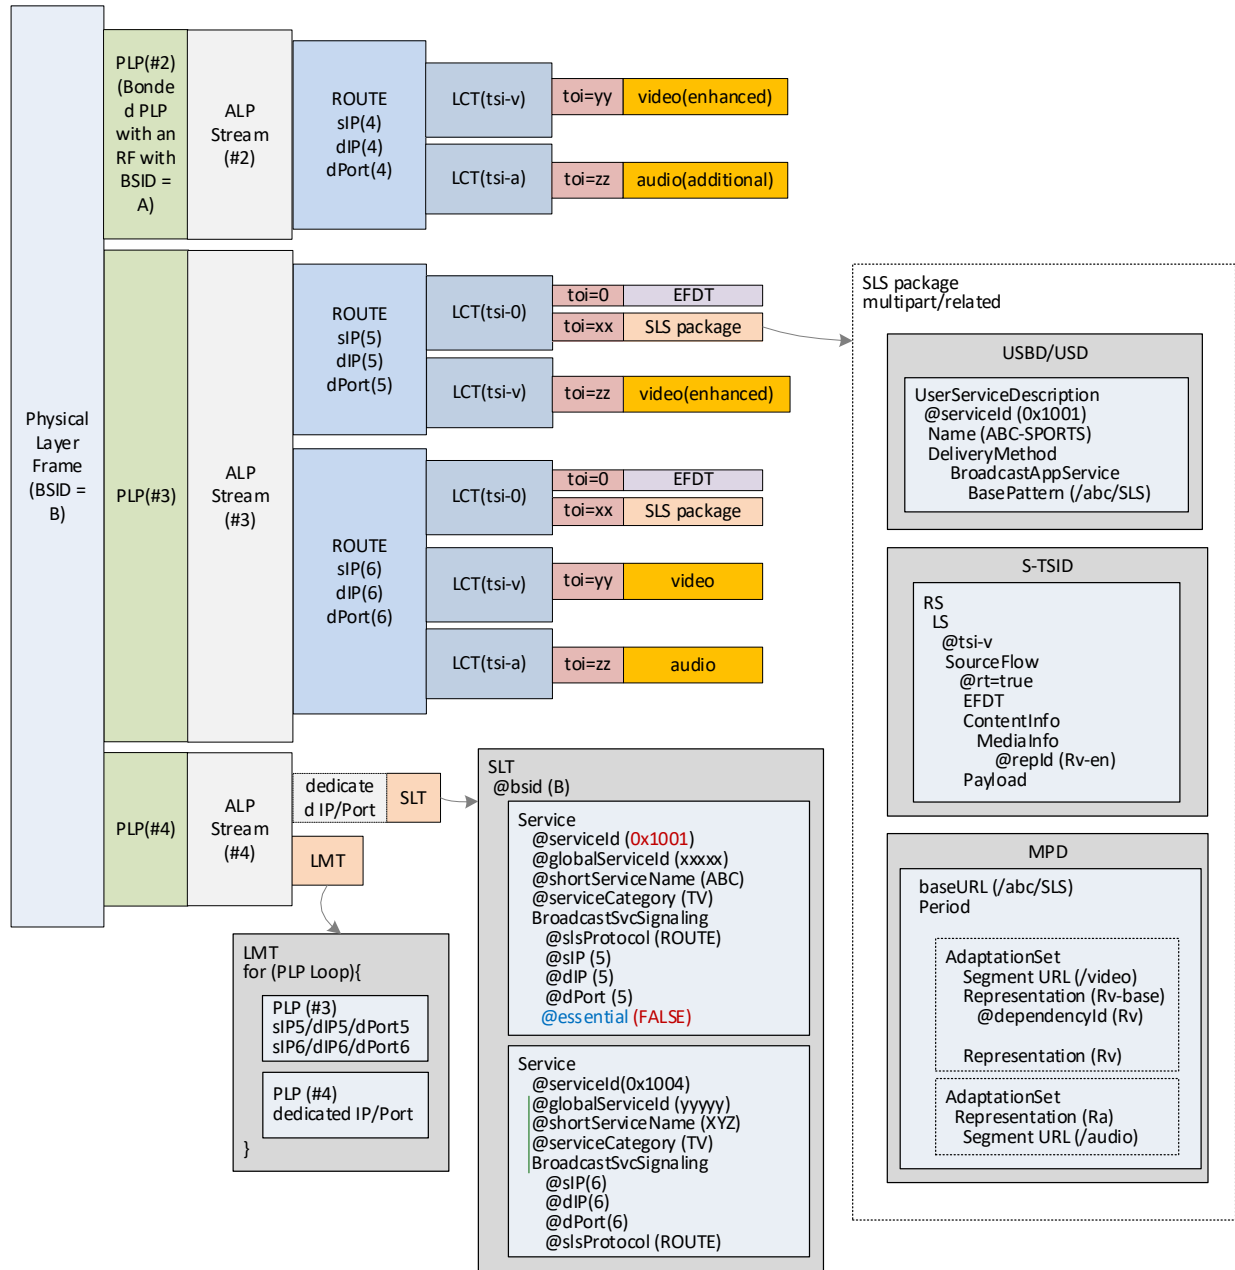 Physical
Layer
Frame
(BSID =
B)
PLP(#2)
(Bonde
d PLP
with an
RF with
BSID =
A)
ALP
Stream
(#2)
ROUTE
sIP(4)
dIP(4)
dPort(4)
LCT(tsi-v)
toi=yy
video(enhanced)
LCT(tsi-a)
toi=zz
audio(additional)
PLP(#3)
ALP
Stream
(#3)
ROUTE
sIP(5)
dIP(5)
dPort(5)
LCT(tsi-0)
toi=0
EFDT
toi=xx
SLS package
LCT(tsi-v)
toi=zz
video(enhanced)
ROUTE
sIP(6)
dIP(6)
dPort(6)
LCT(tsi-0)
toi=0
EFDT
toi=xx
SLS package
LCT(tsi-v)
toi=yy
video
LCT(tsi-a)
toi=zz
audio
PLP(#4)
ALP
Stream
(#4)
dedicate
d IP/Port
SLT
LMT
LMT
for (PLP Loop){
PLP (#3)
sIP5/dIP5/dPort5
sIP6/dIP6/dPort6
PLP (#4)
dedicated IP/Port
}
SLT
@bsid (B)
Service
@serviceId (0x1001)
@globalServiceId (xxxxx)
@shortServiceName (ABC)
@serviceCategory (TV)
BroadcastSvcSignaling
@slsProtocol (ROUTE)
@sIP (5)
@dIP (5)
@dPort (5)
@essential (FALSE)
Service
@serviceId(0x1004)
@globalServiceId (yyyyy)
@shortServiceName (XYZ)
@serviceCategory (TV)
BroadcastSvcSignaling
@sIP(6)
@dIP(6)
@dPort(6)
@slsProtocol (ROUTE)
SLS package
multipart/related
USBD/USD
UserServiceDescription
@serviceId (0x1001)
Name (ABC-SPORTS)
DeliveryMethod
BroadcastAppService
BasePattern (/abc/SLS)
S-TSID
RS
LS
@tsi-v
SourceFlow
@rt=true
EFDT
ContentInfo
MediaInfo
@repId (Rv-en)
Payload
MPD
baseURL (/abc/SLS)
Period
AdaptationSet
Segment URL (/video)
Representation (Rv-base)
@dependencyId (Rv)
Representation (Rv)
AdaptationSet
Representation (Ra)
Segment URL (/audio)